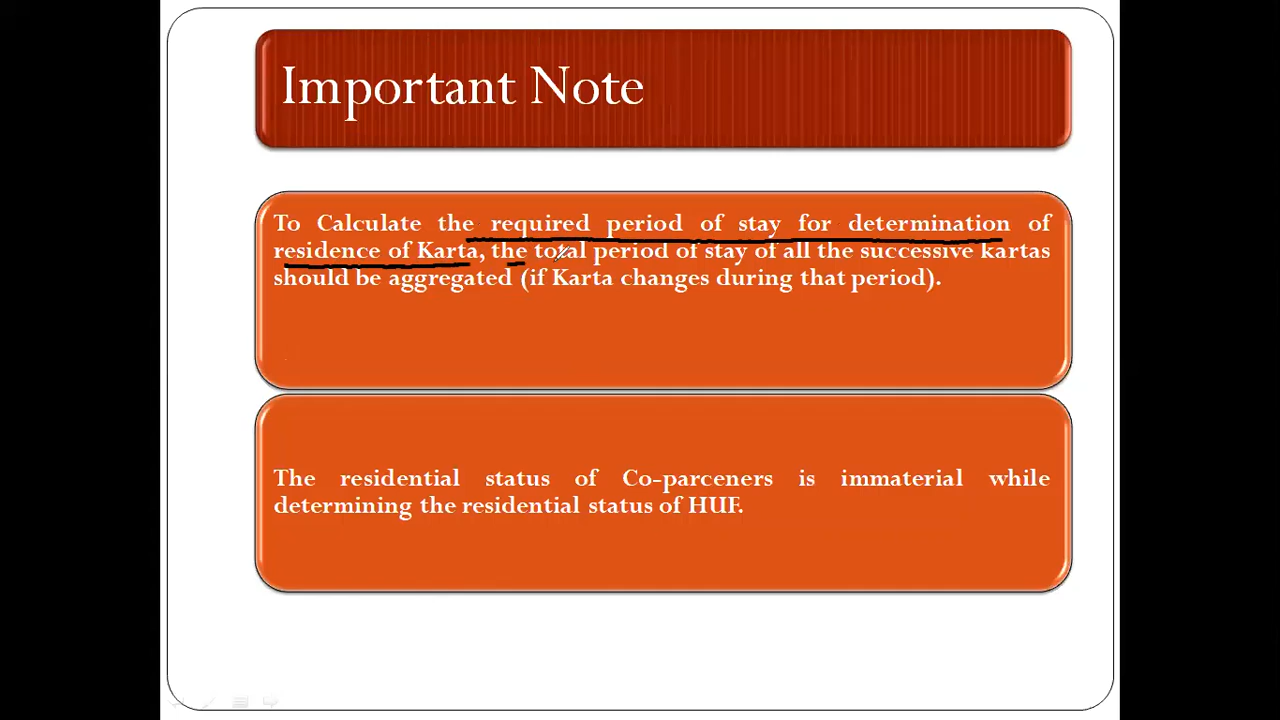 Important Note
To Calculate the required period of stay for determination of
residence of Karta, the total period of stay of all the successive kartas
should be aggregated (if Karta changes during that period).
The residential status of Co-parceners is immaterial while
determining the residential status of HUF.